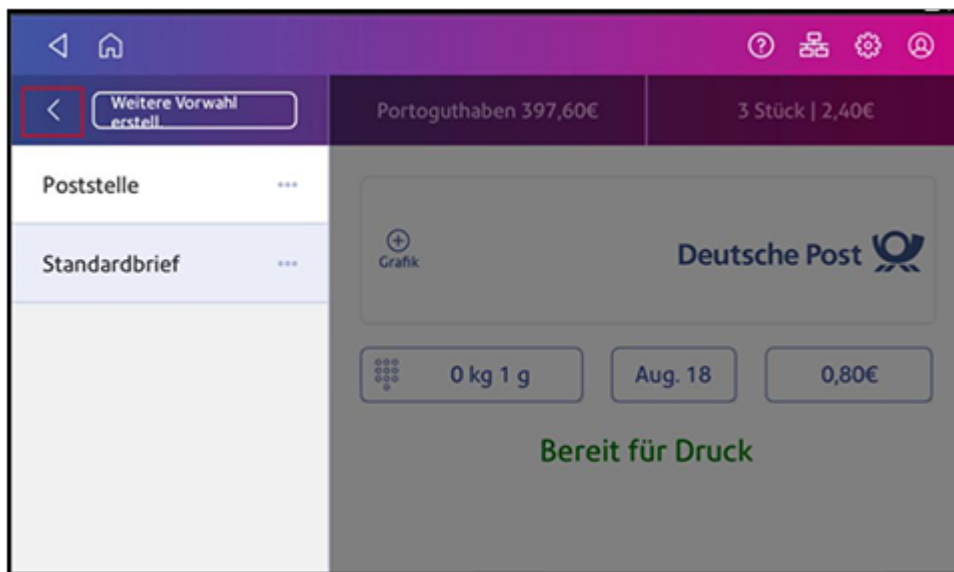 Weitere Vorwahl
erstell.
Portoguthaben 397,60€
3 Stück | 2,40€
Poststelle
Standardbrief
Grafik
Deutsche Post
0 kg 1 g
Aug. 18
0,80€
Bereit für Druck